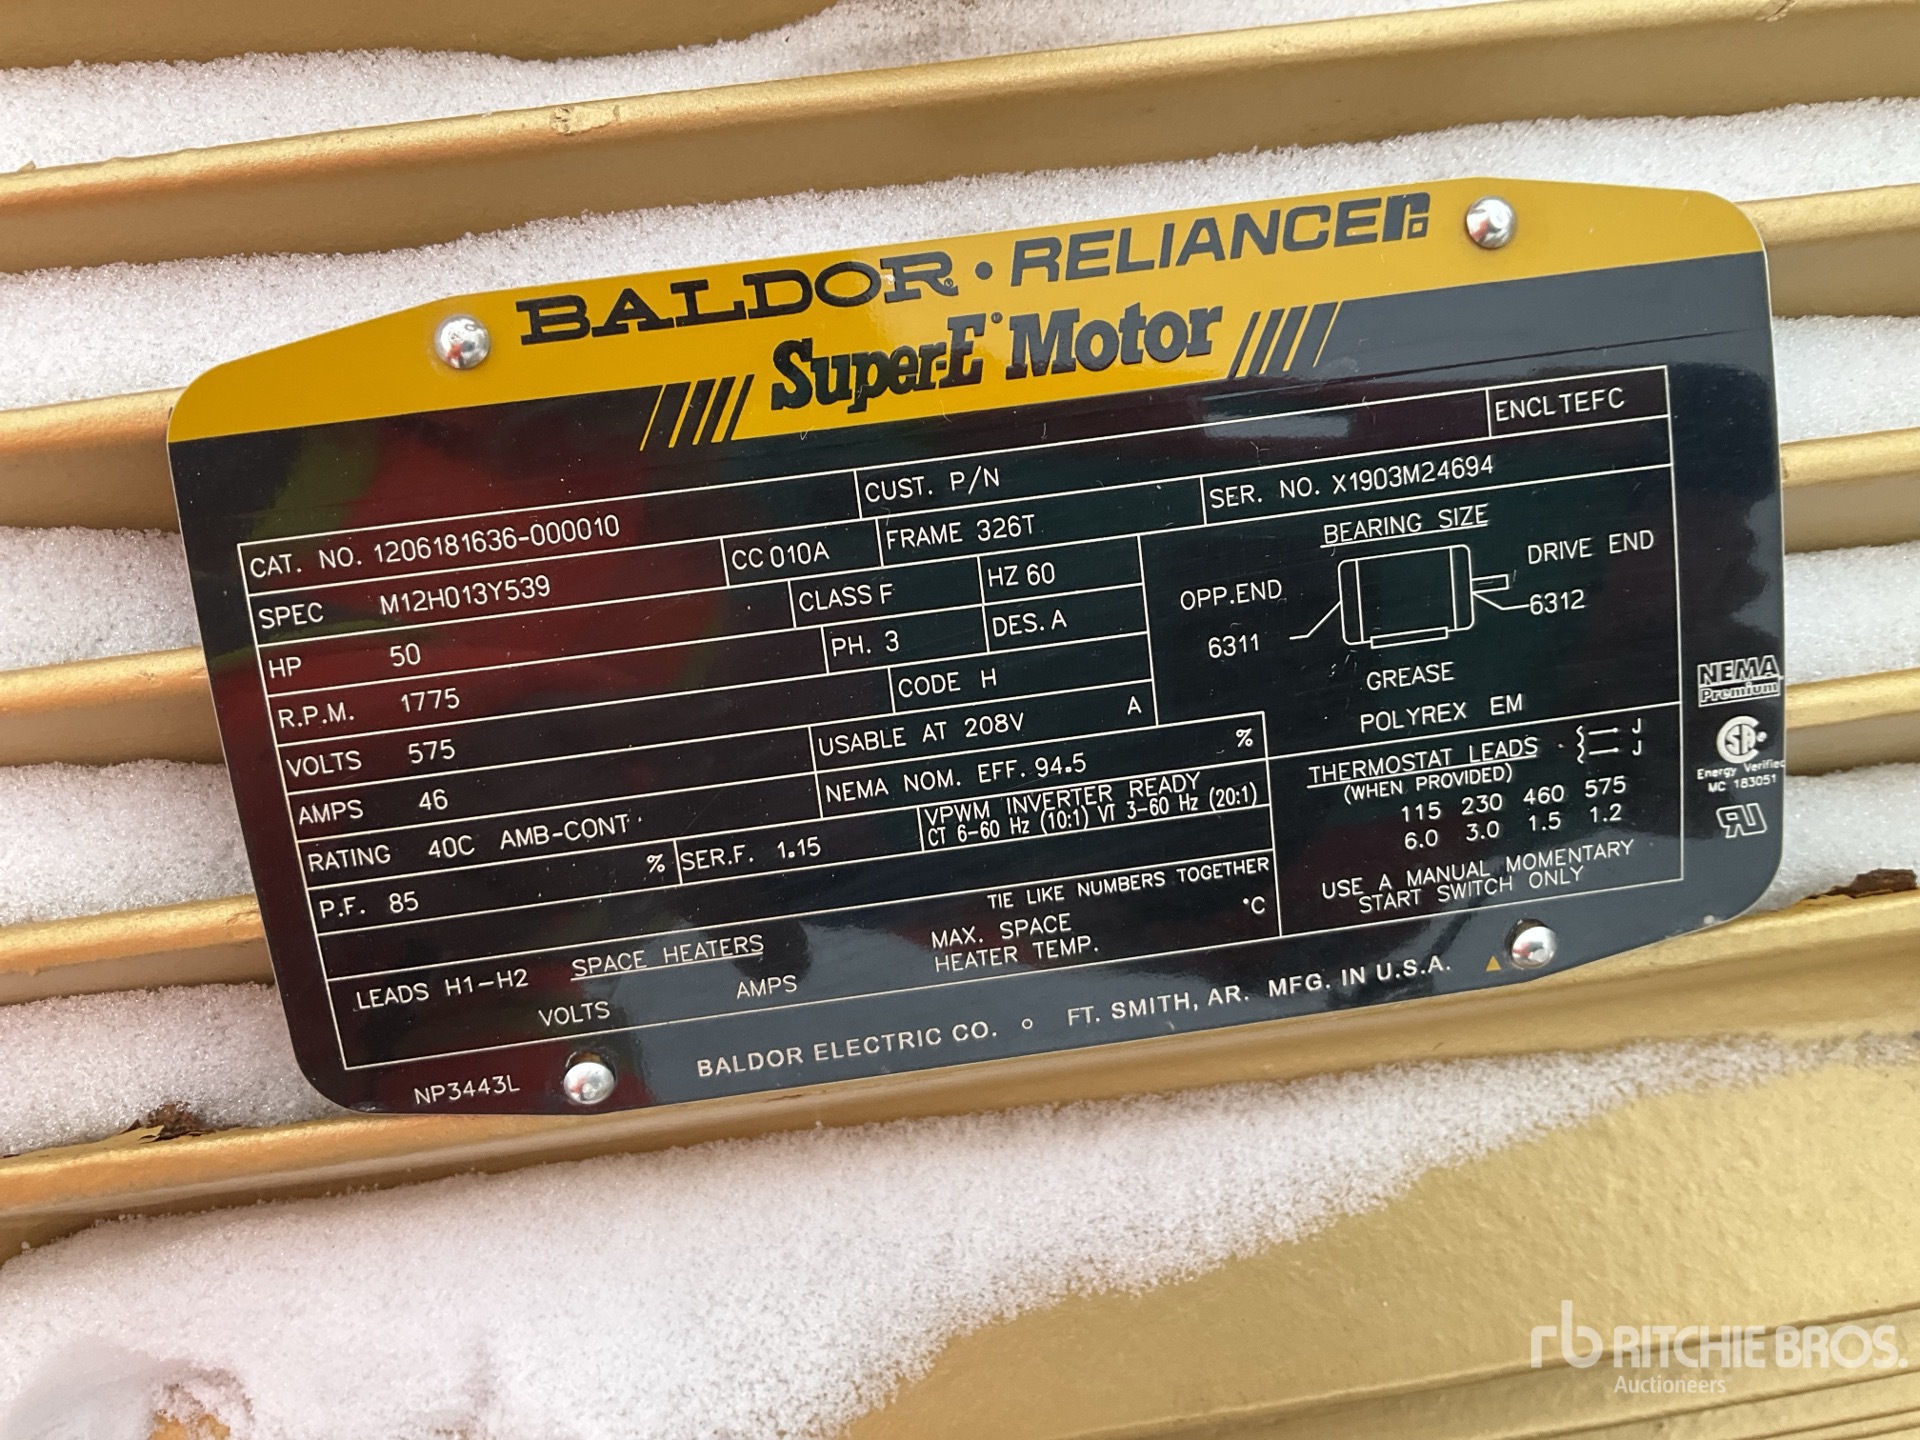 BALDOR • RELIANCE
Super-E Motor
CUST. P/N
ENCL TEFC
CAT. NO. 1206181636-000010
CC 010A
FRAME 326T
SER. NO. X1903M24694
SPEC M12H013Y539
CLASS F
HZ 60
HP 50
PH. 3
DES. A
R.P.M. 1775
CODE H
VOLTS 575
USABLE AT 208V A
AMPS 46
NEMA NOM. EFF. 94.5 %
RATING 40C AMB-CONT
VPWM INVERTER READY
CT 6-60 Hz (10:1) VT 3-60 Hz (20:1)
P.F. 85 %
SER.F. 1.15
TIE LIKE NUMBERS TOGETHER
LEADS H1-H2
SPACE HEATERS
MAX. SPACE
HEATER TEMP. °C
VOLTS
AMPS
BEARING SIZE
OPP.END
6311
DRIVE END
6312
GREASE
POLYREX EM
THERMOSTAT LEADS
(WHEN PROVIDED)
J
J
115 230 460 575
6.0 3.0 1.5 1.2
USE A MANUAL MOMENTARY
START SWITCH ONLY
NEMA
Premium
SA
Energy Verified
MC 183051
NP3443L
BALDOR ELECTRIC CO. ○ FT. SMITH, AR. MFG. IN U.S.A.
rb RITCHIE BROS.
Auctioneers